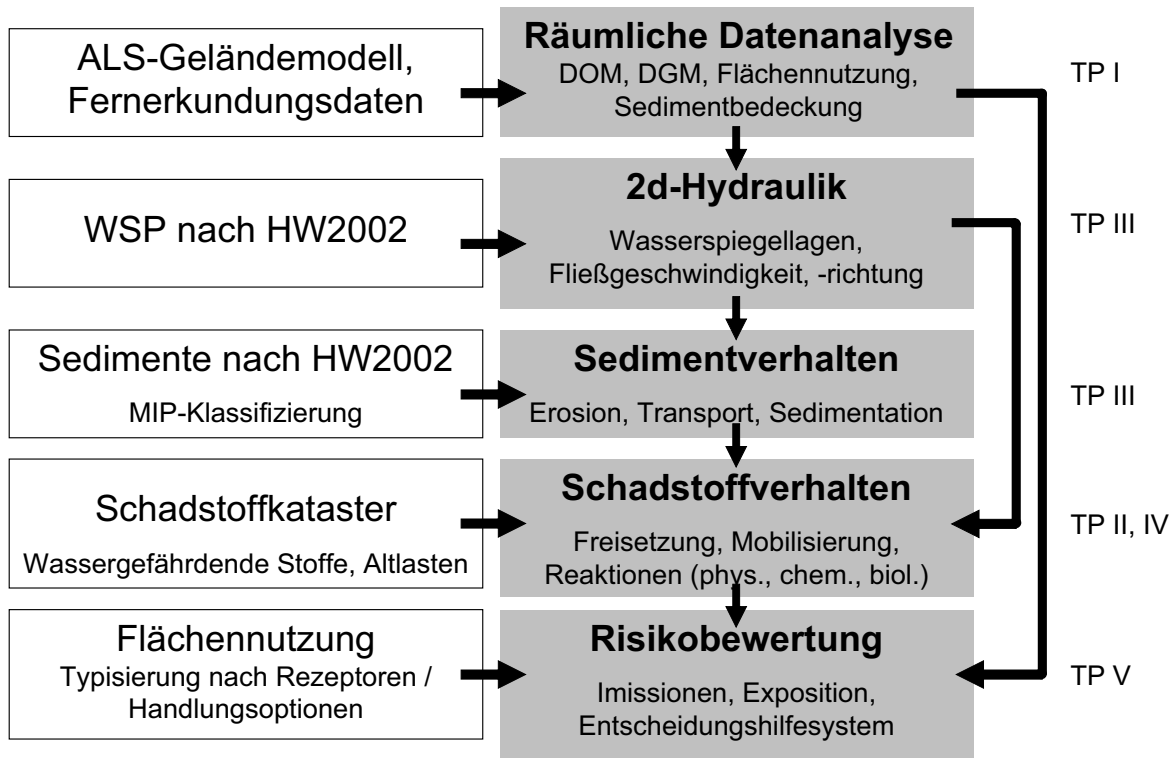 ALS-Geländemodell,
Fernerkundungsdaten
Räumliche Datenanalyse
DOM, DGM, Flächennutzung,
Sedimentbedeckung
TP I
WSP nach HW2002
2d-Hydraulik
Wasserspiegellagen,
Fließgeschwindigkeit, -richtung
TP III
Sedimente nach HW2002
MIP-Klassifizierung
Sedimentverhalten
Erosion, Transport, Sedimentation
TP III
Schadstoffkataster
Wassergefährdende Stoffe, Altlasten
Schadstoffverhalten
Freisetzung, Mobilisierung,
Reaktionen (phys., chem., biol.)
TP II, IV
Flächennutzung
Typisierung nach Rezeptoren /
Handlungsoptionen
Risikobewertung
Imissionen, Exposition,
Entscheidungshilfesystem
TP V